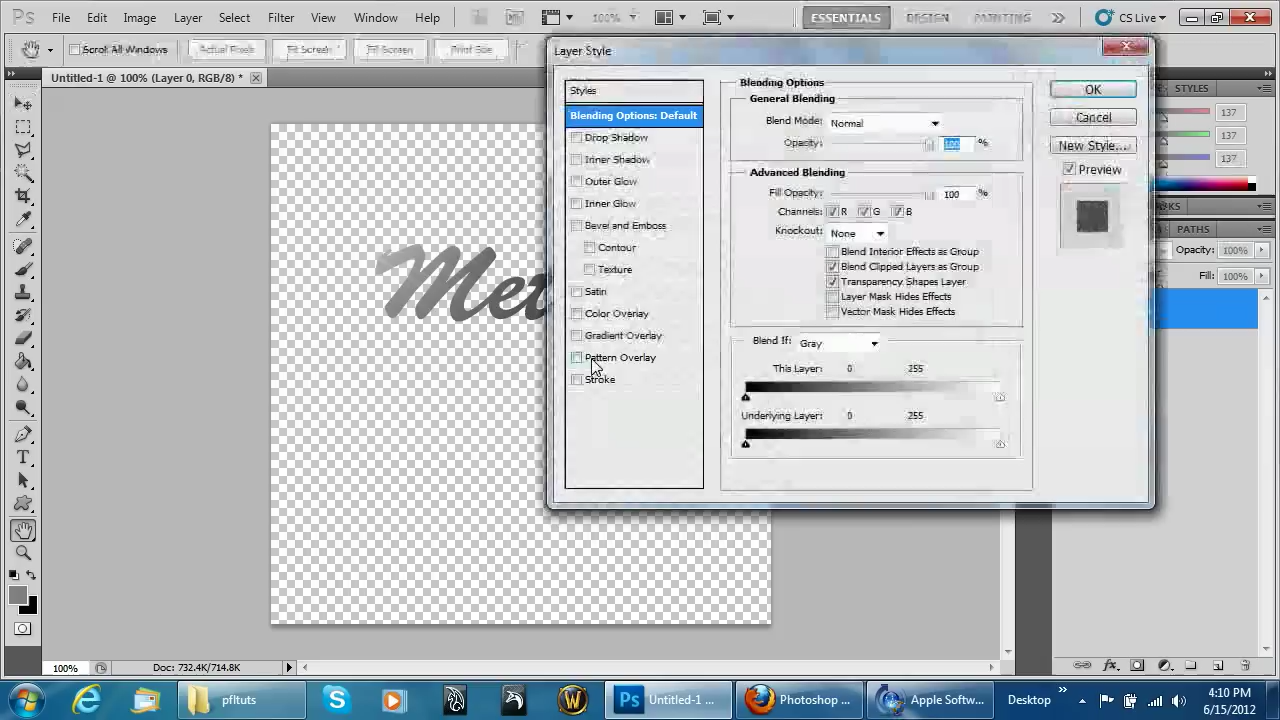 Ps File Edit Image Layer Select Filter View Window Help 100% ESSENTIALS DESIGN PAINTING CS Live
Scroll All Windows Actual Pixels Fit Screen Fill Screen Print Size
Untitled-1 @ 100% (Layer 0, RGB/8) *
Layer Style
Styles
Blending Options: Default
Drop Shadow
Inner Shadow
Outer Glow
Inner Glow
Bevel and Emboss
Contour
Texture
Satin
Color Overlay
Gradient Overlay
Pattern Overlay
Stroke
Blending Options
General Blending
Blend Mode: Normal
Opacity: 100 %
Advanced Blending
Fill Opacity: 100 %
Channels: R G B
Knockout: None
Blend Interior Effects as Group
Blend Clipped Layers as Group
Transparency Shapes Layer
Layer Mask Hides Effects
Vector Mask Hides Effects
Blend If: Gray
This Layer: 0 255
Underlying Layer: 0 255
OK
Cancel
New Style...
Preview
STYLES
137
137
137
PATHS
Opacity: 100%
Fill: 100%
Met
T
100% Doc: 732.4K/714.8K
pfltuts
Ps Untitled-1 ...
Photoshop ...
Apple Softw...
Desktop
4:10 PM
6/15/2012